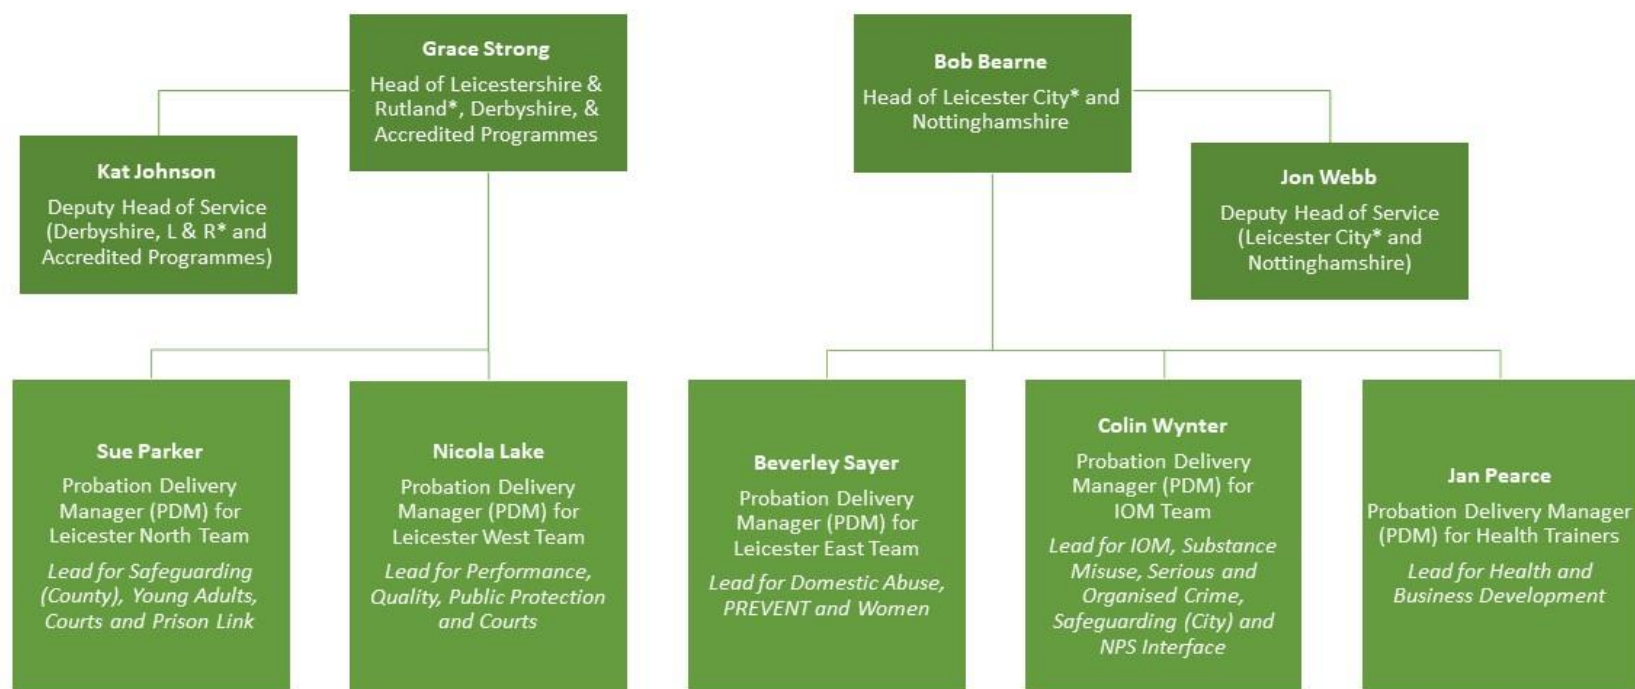 Grace Strong
Head of Leicestershire &
Rutland*, Derbyshire, &
Accredited Programmes
Bob Bearne
Head of Leicester City* and
Nottinghamshire
Kat Johnson
Deputy Head of Service
(Derbyshire, L & R* and
Accredited Programmes)
Jon Webb
Deputy Head of Service
(Leicester City* and
Nottinghamshire)
Sue Parker
Probation Delivery
Manager (PDM) for
Leicester North Team
Lead for Safeguarding
(County), Young Adults,
Courts and Prison Link
Nicola Lake
Probation Delivery
Manager (PDM) for
Leicester West Team
Lead for Performance,
Quality, Public Protection
and Courts
Beverley Sayer
Probation Delivery
Manager (PDM) for
Leicester East Team
Lead for Domestic Abuse,
PREVENT and Women
Colin Wynter
Probation Delivery
Manager (PDM) for
IOM Team
Lead for IOM, Substance
Misuse, Serious and
Organised Crime,
Safeguarding (City) and
NPS Interface
Jan Pearce
Probation Delivery Manager
(PDM) for Health Trainers
Lead for Health and
Business Development